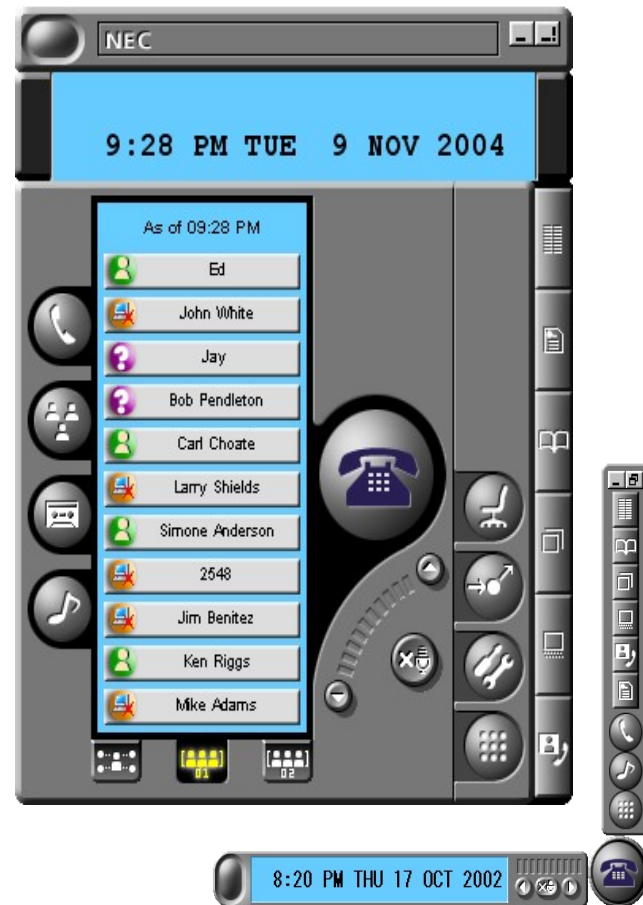 NEC
9:28 PM TUE 9 NOV 2004
As of 09:28 PM
Ed
John White
Jay
Bob Pendleton
Carl Choate
Larry Shields
Simone Anderson
2548
Jim Benitez
Ken Riggs
Mike Adams
01
02
8:20 PM THU 17 OCT 2002